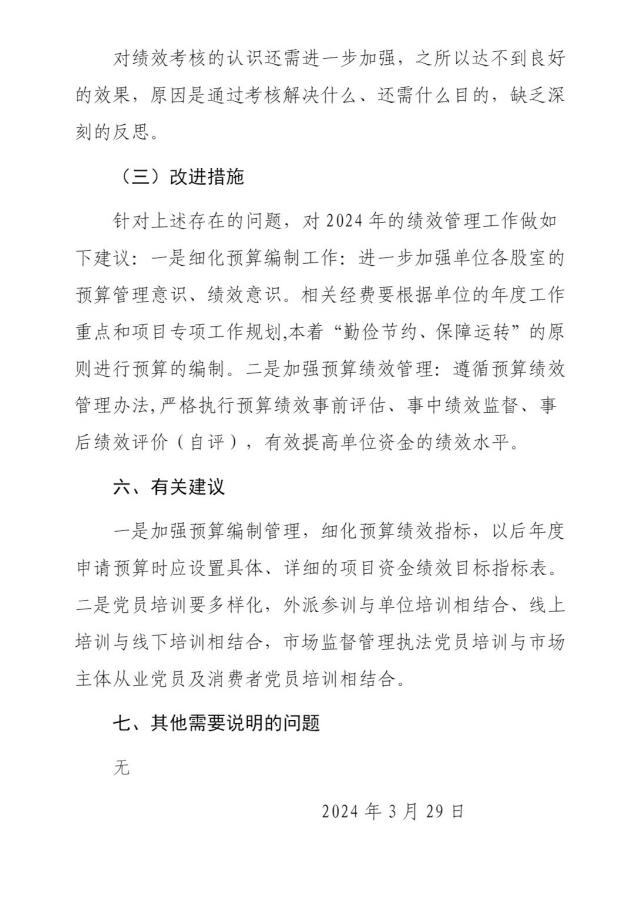 对绩效考核的认识还需进一步加强，之所以达不到良好
的效果，原因是通过考核解决什么、还需什么目的，缺乏深
刻的反思。
（三）改进措施
针对上述存在的问题，对 2024 年的绩效管理工作做如
下建议：一是细化预算编制工作：进一步加强单位各股室的
预算管理意识、绩效意识。相关经费要根据单位的年度工作
重点和项目专项工作规划,本着“勤俭节约、保障运转”的原
则进行预算的编制。二是加强预算绩效管理：遵循预算绩效
管理办法,严格执行预算绩效事前评估、事中绩效监督、事
后绩效评价（自评），有效提高单位资金的绩效水平。
六、有关建议
一是加强预算编制管理，细化预算绩效指标，以后年度
申请预算时应设置具体、详细的项目资金绩效目标指标表。
二是党员培训要多样化，外派参训与单位培训相结合、线上
培训与线下培训相结合，市场监督管理执法党员培训与市场
主体从业党员及消费者党员培训相结合。
七、其他需要说明的问题
无
2024 年 3 月 29 日